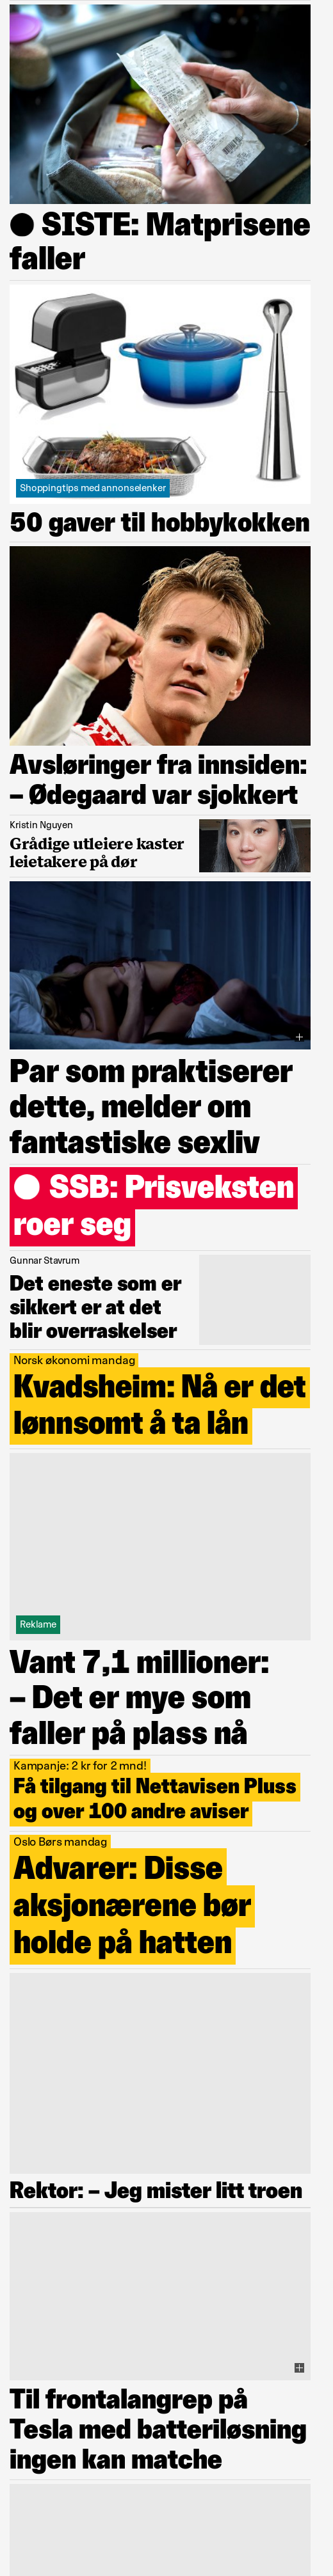 ● SISTE: Matprisene
faller
Shoppingtips med annonselenker
50 gaver til hobbykokken
Avsløringer fra innsiden:
– Ødegaard var sjokkert
Kristin Nguyen
Grådige utleiere kaster
leietakere på dør
Par som praktiserer
dette, melder om
fantastiske sexliv
● SSB: Prisveksten
roer seg
Gunnar Stavrum
Det eneste som er
sikkert er at det
blir overraskelser
Norsk økonomi mandag
Kvadsheim: Nå er det
lønnsomt å ta lån
Reklame
Vant 7,1 millioner:
– Det er mye som
faller på plass nå
Kampanje: 2 kr for 2 mnd!
Få tilgang til Nettavisen Pluss
og over 100 andre aviser
Oslo Børs mandag
Advarer: Disse
aksjonærene bør
holde på hatten
Rektor: – Jeg mister litt troen
Til frontalangrep på
Tesla med batteriløsning
ingen kan matche